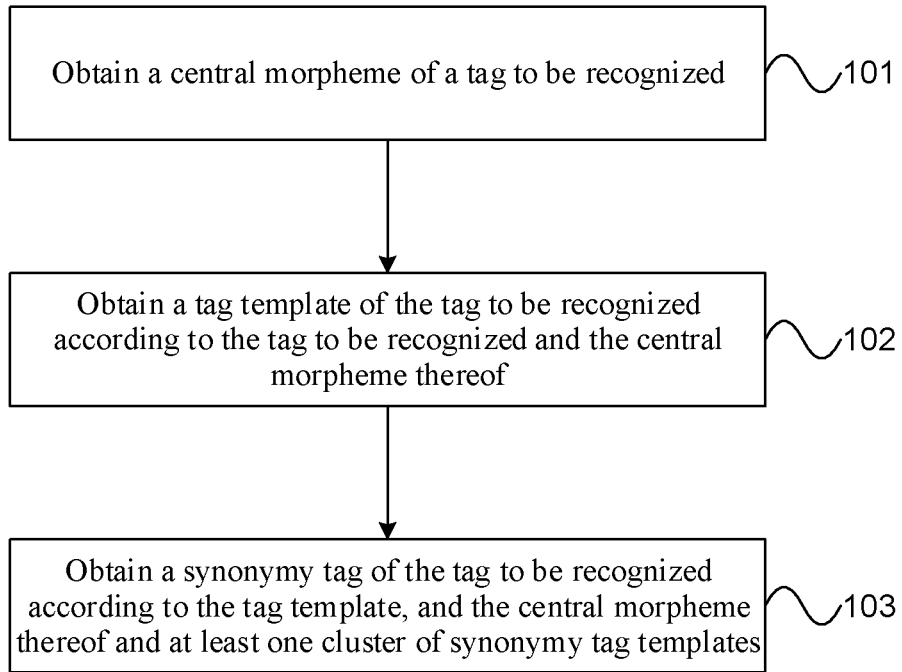 Obtain a central morpheme of a tag to be recognized
101
Obtain a tag template of the tag to be recognized
according to the tag to be recognized and the central
morpheme thereof
102
Obtain a synonymy tag of the tag to be recognized
according to the tag template, and the central morpheme
thereof and at least one cluster of synonymy tag templates
103